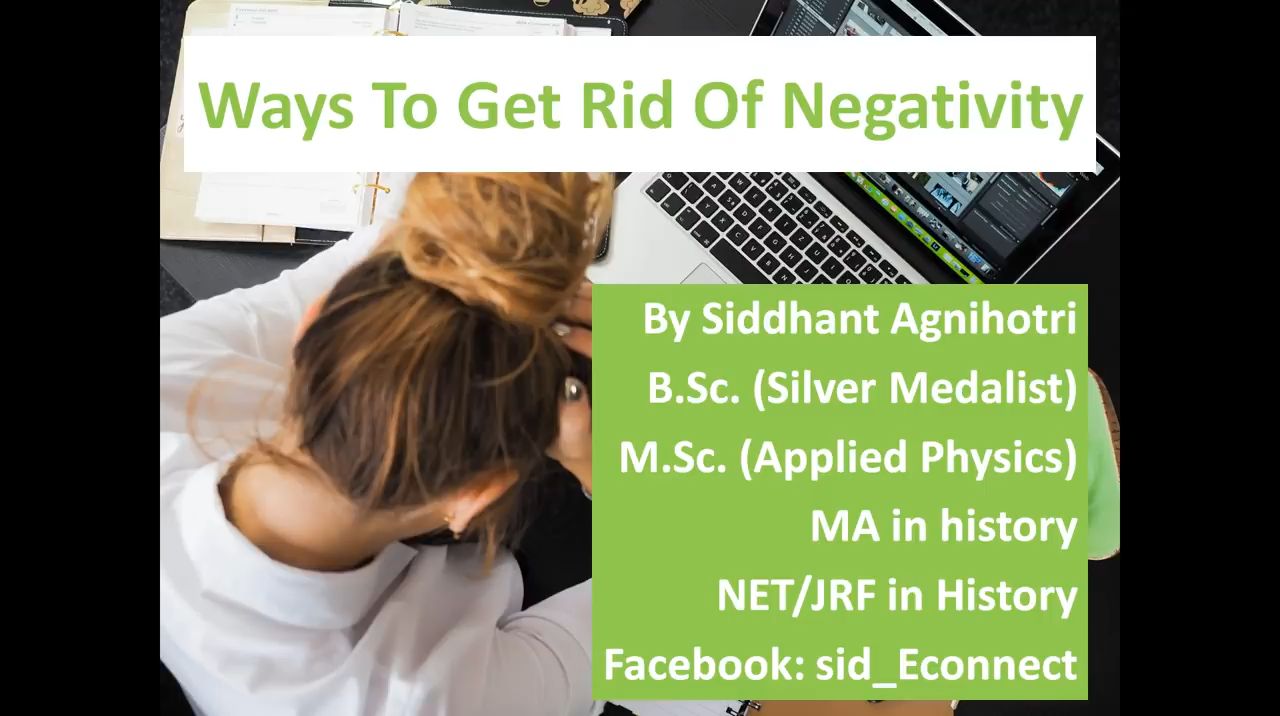 Ways To Get Rid Of Negativity
By Siddhant Agnihotri
B.Sc. (Silver Medalist)
M.Sc. (Applied Physics)
MA in history
NET/JRF in History
Facebook: sid_Econnect